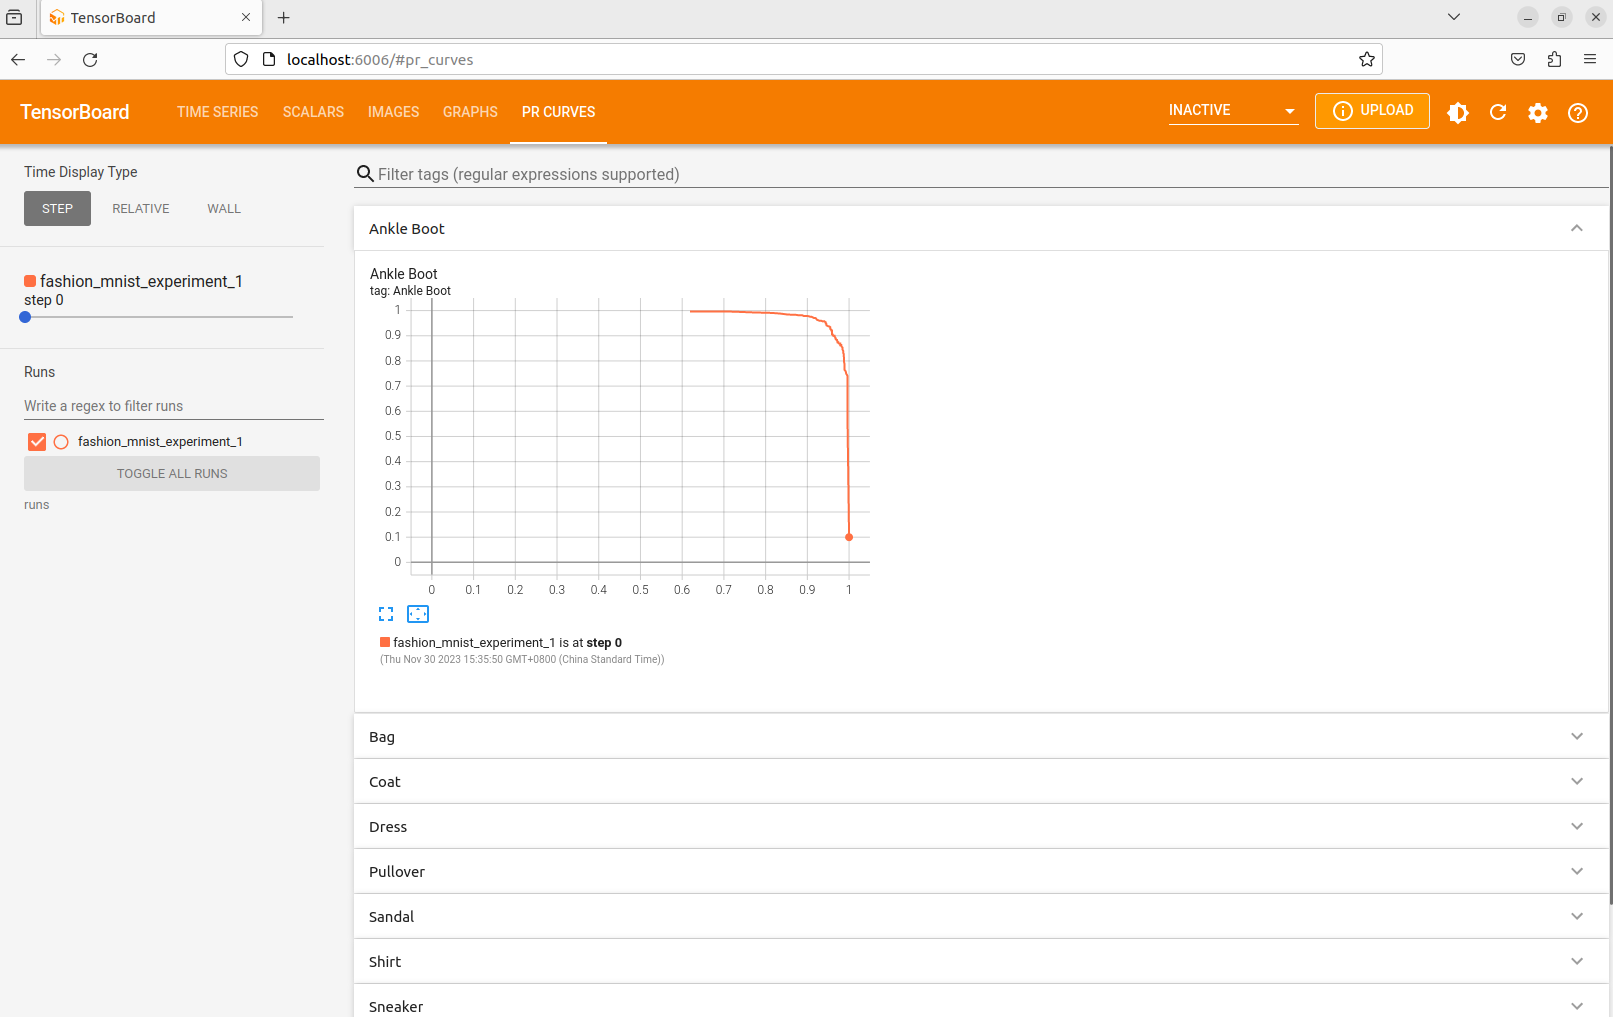 TensorBoard
localhost:6006/#pr_curves
TensorBoard TIME SERIES SCALARS IMAGES GRAPHS PR CURVES INACTIVE UPLOAD
Time Display Type
STEP RELATIVE WALL
fashion_mnist_experiment_1
step 0
Runs
Write a regex to filter runs
fashion_mnist_experiment_1
TOGGLE ALL RUNS
runs
Filter tags (regular expressions supported)
Ankle Boot
Ankle Boot
tag: Ankle Boot
1
0.9
0.8
0.7
0.6
0.5
0.4
0.3
0.2
0.1
0
0 0.1 0.2 0.3 0.4 0.5 0.6 0.7 0.8 0.9 1
fashion_mnist_experiment_1 is at step 0
(Thu Nov 30 2023 15:35:50 GMT+0800 (China Standard Time))
Bag
Coat
Dress
Pullover
Sandal
Shirt
Sneaker